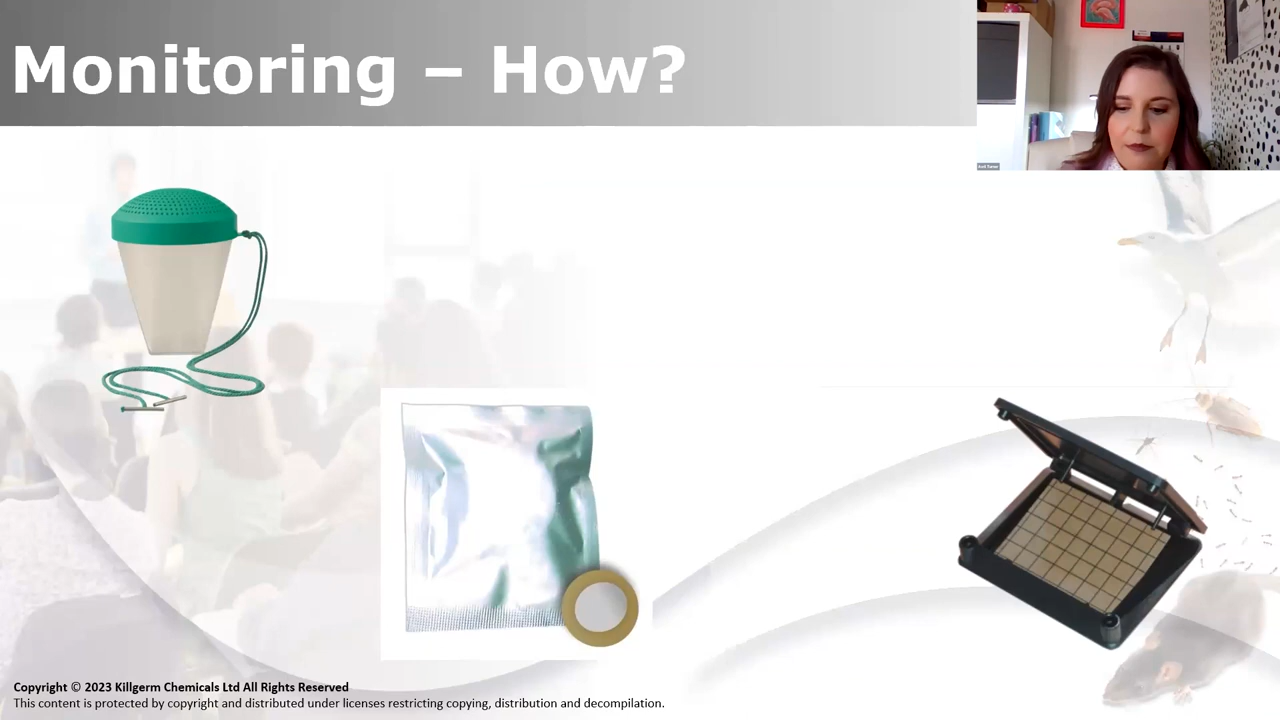 Monitoring – How?
Copyright © 2023 Killgerm Chemicals Ltd All Rights Reserved
This content is protected by copyright and distributed under licenses restricting copying, distribution and decompilation.